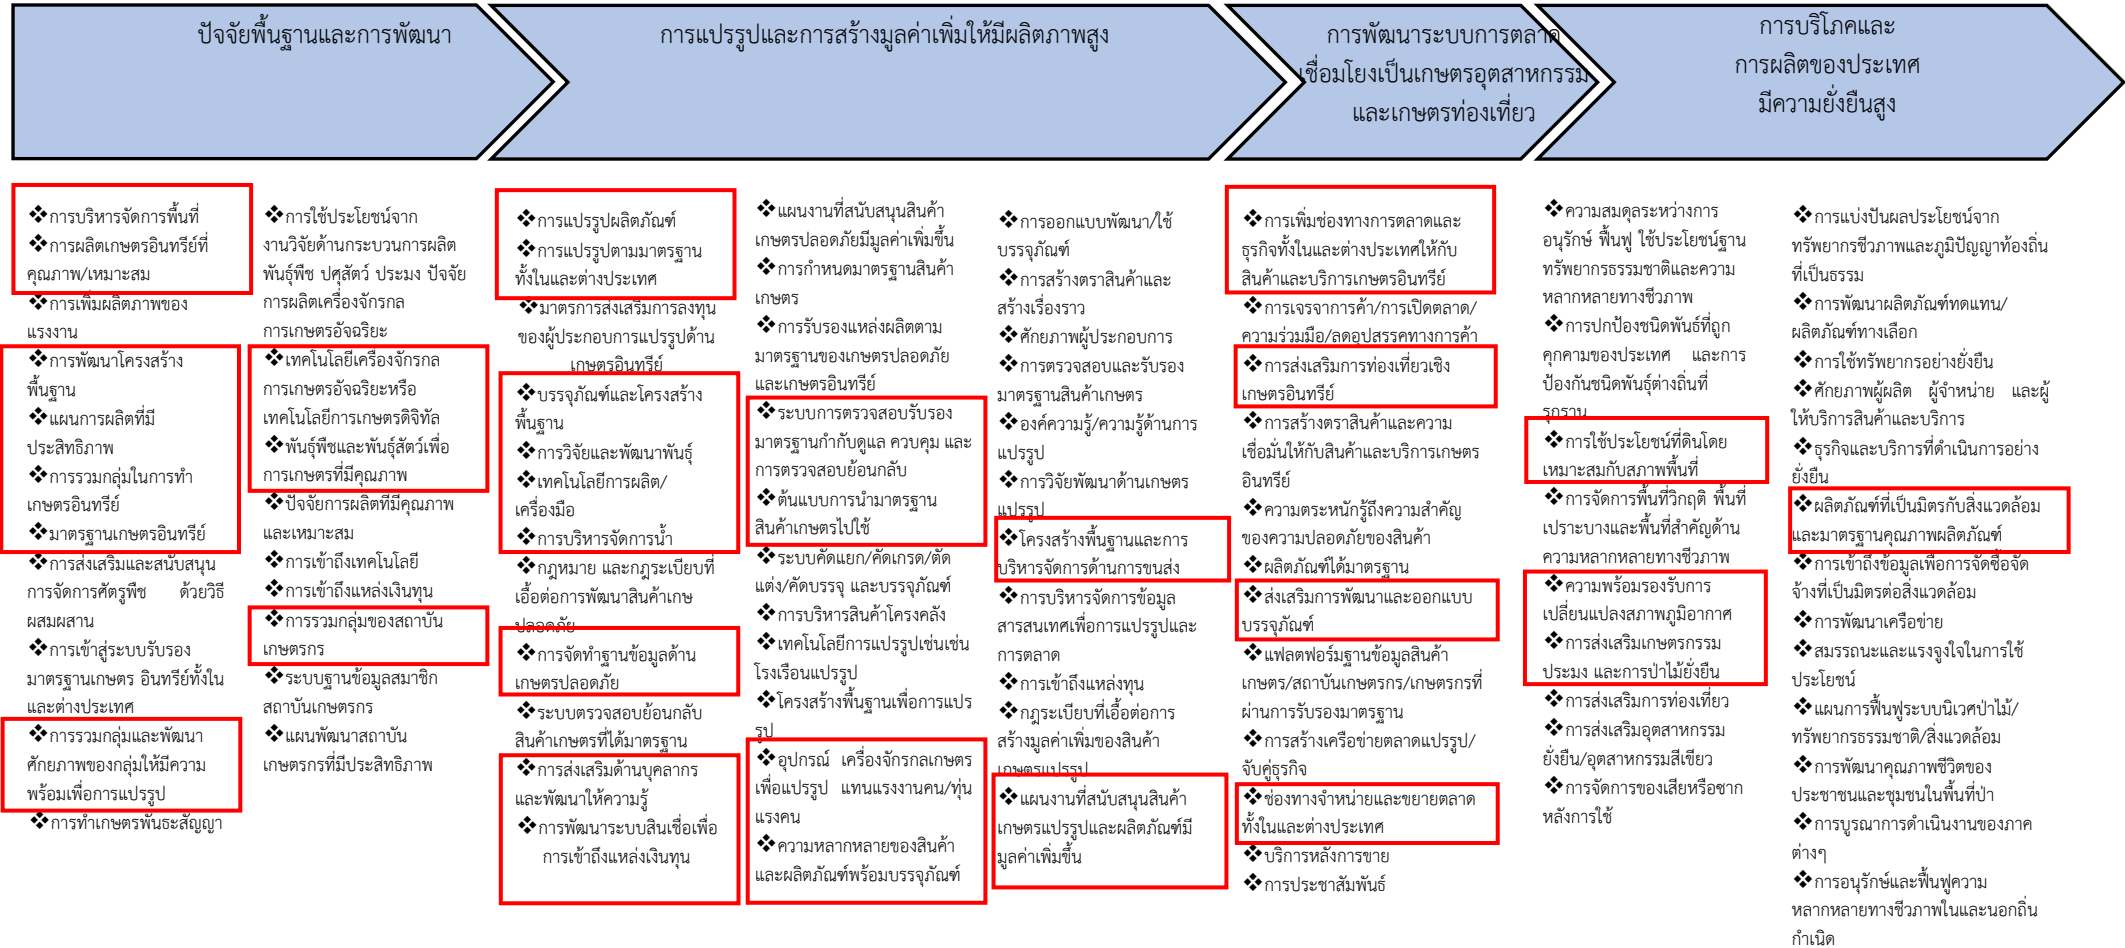 ปัจจัยพื้นฐานและการพัฒนา
การแปรรูปและการสร้างมูลค่าเพิ่มให้มีผลิตภาพสูง
การพัฒนาระบบการตลาด
เชื่อมโยงเป็นเกษตรอุตสาหกรรม
และเกษตรท่องเที่ยว
การบริโภคและ
การผลิตของประเทศ
มีความยั่งยืนสูง
❖การบริหารจัดการพื้นที่
❖การผลิตเกษตรอินทรีย์ที่
คุณภาพ/เหมาะสม
❖การเพิ่มผลิตภาพของ
แรงงาน
❖การพัฒนาโครงสร้าง
พื้นฐาน
❖แผนการผลิตที่มี
ประสิทธิภาพ
❖การรวมกลุ่มในการทำ
เกษตรอินทรีย์
❖มาตรฐานเกษตรอินทรีย์
❖การส่งเสริมและสนับสนุน
การจัดการศัตรูพืช ด้วยวิธี
ผสมผสาน
❖การเข้าสู่ระบบรับรอง
มาตรฐานเกษตร อินทรีย์ทั้งใน
และต่างประเทศ
❖การรวมกลุ่มและพัฒนา
ศักยภาพของกลุ่มให้มีความ
พร้อมเพื่อการแปรรูป
❖การทำเกษตรพันธะสัญญา
❖การใช้ประโยชน์จาก
งานวิจัยด้านกระบวนการผลิต
พันธุ์พืช ปศุสัตว์ ประมง ปัจจัย
การผลิตเครื่องจักรกล
การเกษตรอัจฉริยะ
❖เทคโนโลยีเครื่องจักรกล
การเกษตรอัจฉริยะหรือ
เทคโนโลยีการเกษตรดิจิทัล
❖พันธุ์พืชและพันธุ์สัตว์เพื่อ
การเกษตรที่มีคุณภาพ
❖ปัจจัยการผลิตที่มีคุณภาพ
และเหมาะสม
❖การเข้าถึงเทคโนโลยี
❖การเข้าถึงแหล่งเงินทุน
❖การรวมกลุ่มของสถาบัน
เกษตรกร
❖ระบบฐานข้อมูลสมาชิก
สถาบันเกษตรกร
❖แผนพัฒนาสถาบัน
เกษตรกรที่มีประสิทธิภาพ
❖การแปรรูปผลิตภัณฑ์
❖การแปรรูปตามมาตรฐาน
ทั้งในและต่างประเทศ
❖มาตรการส่งเสริมการลงทุน
ของผู้ประกอบการแปรรูปด้าน
เกษตรอินทรีย์
❖บรรจุภัณฑ์และโครงสร้าง
พื้นฐาน
❖การวิจัยและพัฒนาพันธุ์
❖เทคโนโลยีการผลิต/
เครื่องมือ
❖การบริหารจัดการน้ำ
❖กฎหมาย และกฎระเบียบที่
เอื้อต่อการพัฒนาสินค้าเกษ
ปลอดภัย
❖การจัดทำฐานข้อมูลด้าน
เกษตรปลอดภัย
❖ระบบตรวจสอบย้อนกลับ
สินค้าเกษตรที่ได้มาตรฐาน
❖การส่งเสริมด้านบุคลากร
และพัฒนาให้ความรู้
❖การพัฒนาระบบสินเชื่อเพื่อ
การเข้าถึงแหล่งเงินทุน
❖แผนงานที่สนับสนุนสินค้า
เกษตรปลอดภัยมีมูลค่าเพิ่มขึ้น
❖การกำหนดมาตรฐานสินค้า
เกษตร
❖การรับรองแหล่งผลิตตาม
มาตรฐานของเกษตรปลอดภัย
และเกษตรอินทรีย์
❖ระบบการตรวจสอบรับรอง
มาตรฐานกำกับดูแล ควบคุม และ
การตรวจสอบย้อนกลับ
❖ต้นแบบการนำมาตรฐาน
สินค้าเกษตรไปใช้
❖ระบบคัดแยก/คัดเกรด/ตัด
แต่ง/คัดบรรจุ และบรรจุภัณฑ์
❖การบริหารสินค้าโครงคลัง
❖เทคโนโลยีการแปรรูปเช่นเช่น
โรงเรือนแปรรูป
❖โครงสร้างพื้นฐานเพื่อการแปร
รูป
❖อุปกรณ์ เครื่องจักรกลเกษตร
เพื่อแปรรูป แทนแรงงานคน/ทุ่น
แรงคน
❖ความหลากหลายของสินค้า
และผลิตภัณฑ์พร้อมบรรจุภัณฑ์
❖การออกแบบพัฒนา/ใช้
บรรจุภัณฑ์
❖การสร้างตราสินค้าและ
สร้างเรื่องราว
❖ศักยภาพผู้ประกอบการ
❖การตรวจสอบและรับรอง
มาตรฐานสินค้าเกษตร
❖องค์ความรู้/ความรู้ด้านการ
แปรรูป
❖การวิจัยพัฒนาด้านเกษตร
แปรรูป
❖โครงสร้างพื้นฐานและการ
บริหารจัดการด้านการขนส่ง
❖การบริหารจัดการข้อมูล
สารสนเทศเพื่อการแปรรูปและ
การตลาด
❖การเข้าถึงแหล่งทุน
❖กฎระเบียบที่เอื้อต่อการ
สร้างมูลค่าเพิ่มของสินค้า
เกษตรแปรรูป
❖แผนงานที่สนับสนุนสินค้า
เกษตรแปรรูปและผลิตภัณฑ์มี
มูลค่าเพิ่มขึ้น
❖การเพิ่มช่องทางการตลาดและ
ธุรกิจทั้งในและต่างประเทศให้กับ
สินค้าและบริการเกษตรอินทรีย์
❖การเจรจาการค้า/การเปิดตลาด/
ความร่วมมือ/ลดอุปสรรคทางการค้า
❖การส่งเสริมการท่องเที่ยวเชิง
เกษตรอินทรีย์
❖การสร้างตราสินค้าและความ
เชื่อมั่นให้กับสินค้าและบริการเกษตร
อินทรีย์
❖ความตระหนักรู้ถึงความสำคัญ
ของความปลอดภัยของสินค้า
❖ผลิตภัณฑ์ได้มาตรฐาน
❖ส่งเสริมการพัฒนาและออกแบบ
บรรจุภัณฑ์
❖แพลตฟอร์มฐานข้อมูลสินค้า
เกษตร/สถาบันเกษตรกร/เกษตรกรที่
ผ่านการรับรองมาตรฐาน
❖การสร้างเครือข่ายตลาดแปรรูป/
จับคู่ธุรกิจ
❖ช่องทางจำหน่ายและขยายตลาด
ทั้งในและต่างประเทศ
❖บริการหลังการขาย
❖การประชาสัมพันธ์
❖ความสมดุลระหว่างการ
อนุรักษ์ ฟื้นฟู ใช้ประโยชน์ฐาน
ทรัพยากรธรรมชาติและความ
หลากหลายทางชีวภาพ
❖การปกป้องชนิดพันธุ์ที่ถูก
คุกคามของประเทศ และการ
ป้องกันชนิดพันธุ์ต่างถิ่นที่
รุกราน
❖การใช้ประโยชน์ที่ดินโดย
เหมาะสมกับสภาพพื้นที่
❖การจัดการพื้นที่วิกฤติ พื้นที่
เปราะบางและพื้นที่สำคัญด้าน
ความหลากหลายทางชีวภาพ
❖ความพร้อมรองรับการ
เปลี่ยนแปลงสภาพภูมิอากาศ
❖การส่งเสริมเกษตรกรรม
ประมง และการป่าไม้ยั่งยืน
❖การส่งเสริมการท่องเที่ยว
❖การส่งเสริมอุตสาหกรรม
ยั่งยืน/อุตสาหกรรมสีเขียว
❖การจัดการของเสียหรือซาก
หลังการใช้
❖การแบ่งปันผลประโยชน์จาก
ทรัพยากรชีวภาพและภูมิปัญญาท้องถิ่น
ที่เป็นธรรม
❖การพัฒนาผลิตภัณฑ์ทดแทน/
ผลิตภัณฑ์ทางเลือก
❖การใช้ทรัพยากรอย่างยั่งยืน
❖ศักยภาพผู้ผลิต ผู้จำหน่าย และผู้
ให้บริการสินค้าและบริการ
❖ธุรกิจและบริการที่ดำเนินการอย่าง
ยั่งยืน
❖ผลิตภัณฑ์ที่เป็นมิตรกับสิ่งแวดล้อม
และมาตรฐานคุณภาพผลิตภัณฑ์
❖การเข้าถึงข้อมูลเพื่อการจัดซื้อจัด
จ้างที่เป็นมิตรต่อสิ่งแวดล้อม
❖การพัฒนาเครือข่าย
❖สมรรถนะและแรงจูงใจในการใช้
ประโยชน์
❖แผนการฟื้นฟูระบบนิเวศป่าไม้/
ทรัพยากรธรรมชาติ/สิ่งแวดล้อม
❖การพัฒนาคุณภาพชีวิตของ
ประชาชนและชุมชนในพื้นที่ป่า
❖การบูรณาการดำเนินงานของภาค
ต่างๆ
❖การอนุรักษ์และฟื้นฟูความ
หลากหลายทางชีวภาพในและนอกถิ่น
กำเนิด